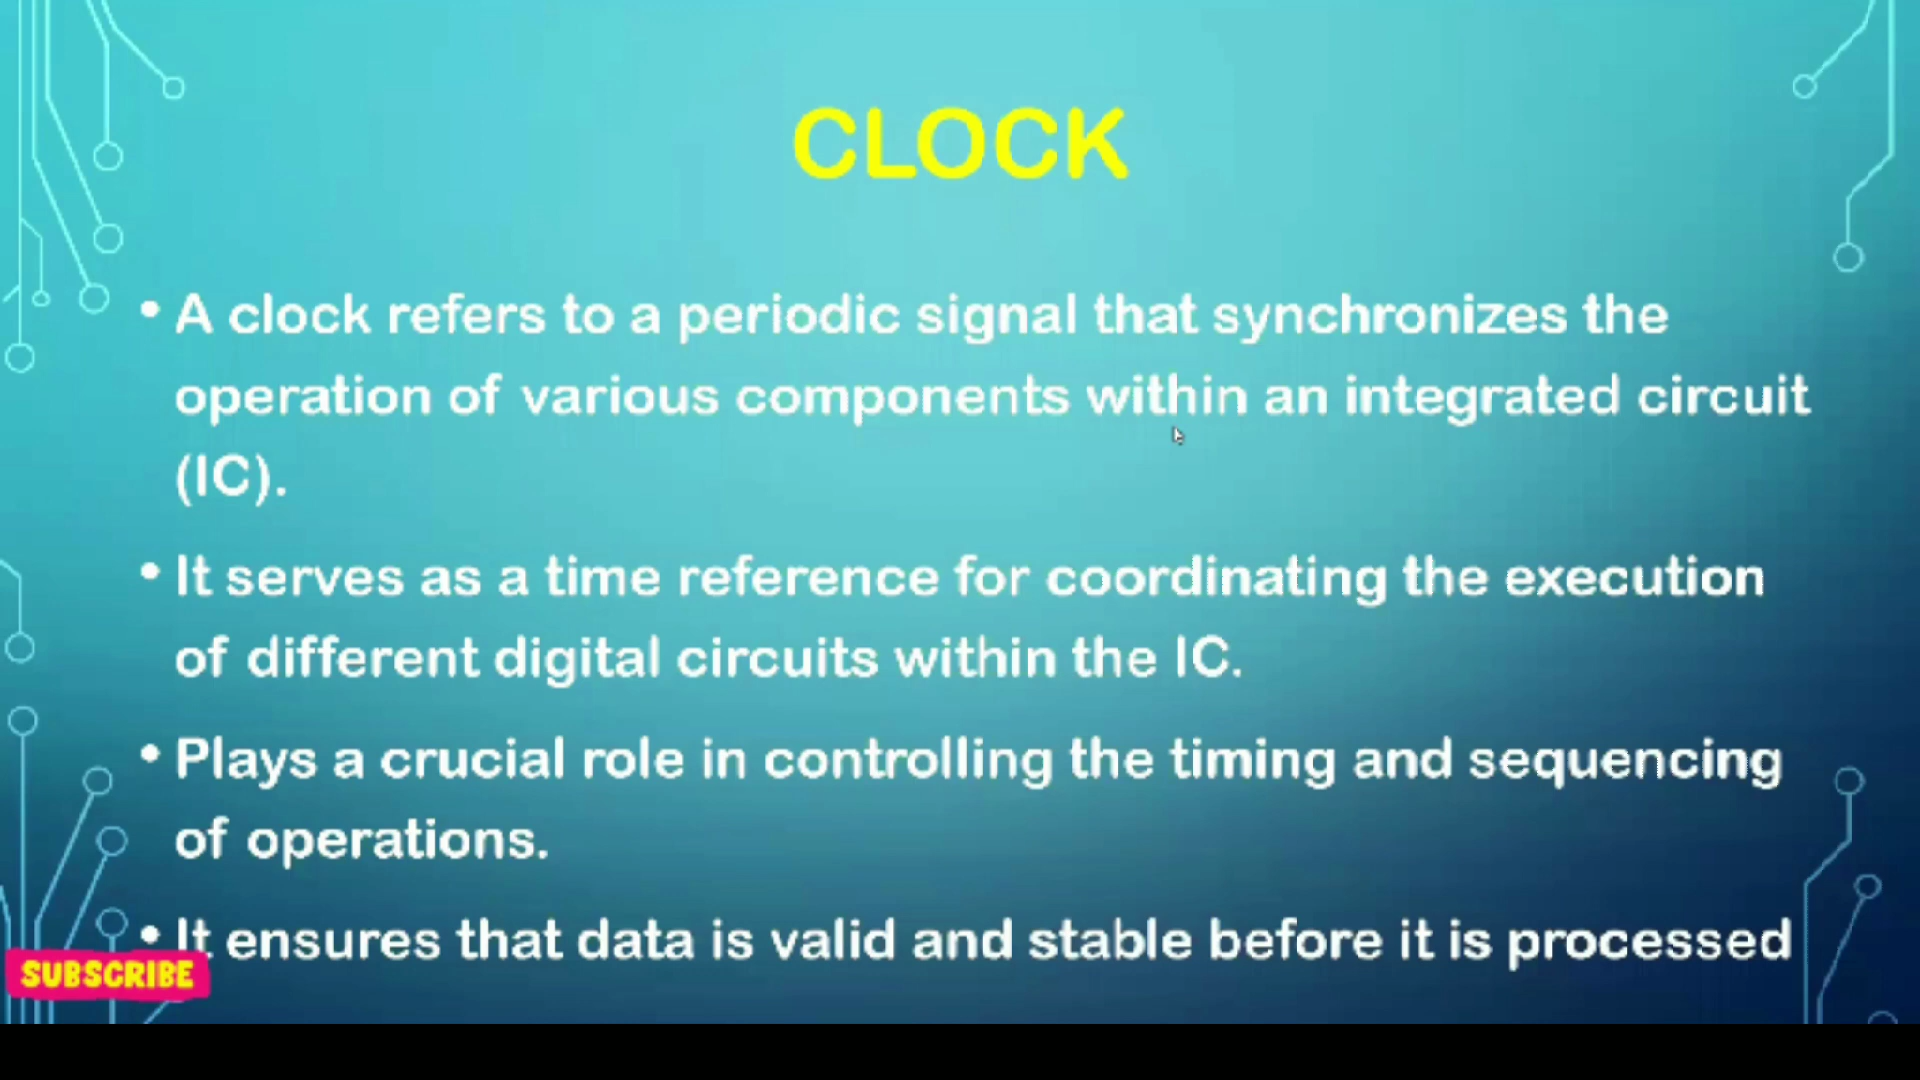 CLOCK
• A clock refers to a periodic signal that synchronizes the
operation of various components within an integrated circuit
(IC).
• It serves as a time reference for coordinating the execution
of different digital circuits within the IC.
• Plays a crucial role in controlling the timing and sequencing
of operations.
• It ensures that data is valid and stable before it is processed
SUBSCRIBE